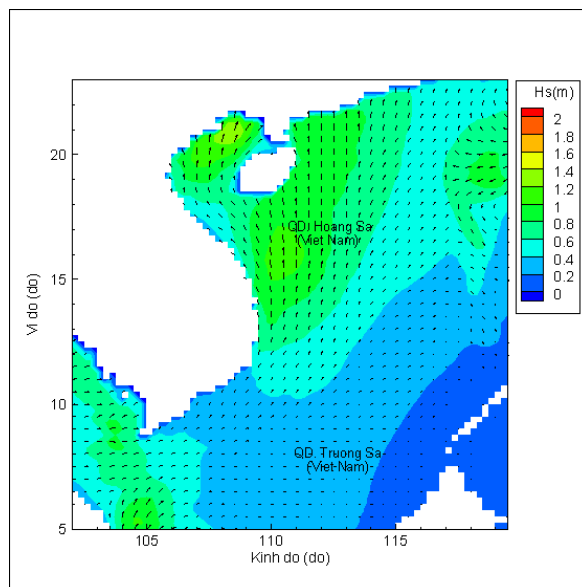 Hs(m)
2
1.8
1.6
1.4
1.2
1
0.8
0.6
0.4
0.2
0
20
15
10
5
Vi do (do)
QD. Hoang Sa
(Viet Nam)
QD. Truong Sa
(Viet Nam)
105
110
115
Kinh do (do)